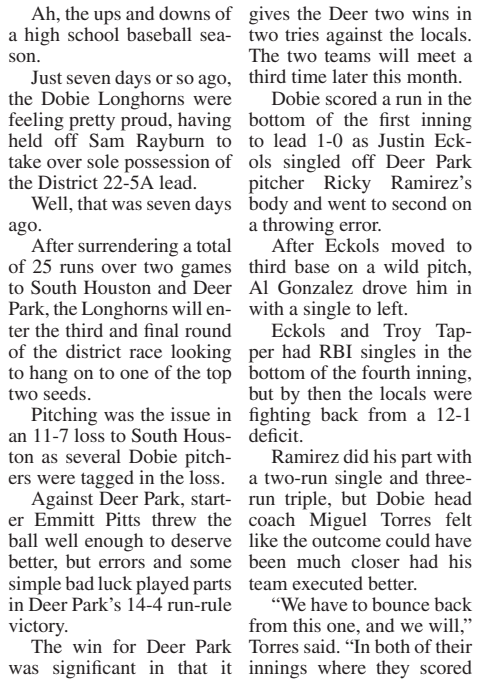 Ah, the ups and downs of
a high school baseball sea-
son.
Just seven days or so ago,
the Dobie Longhorns were
feeling pretty proud, having
held off Sam Rayburn to
take over sole possession of
the District 22-5A lead.
Well, that was seven days
ago.
After surrendering a total
of 25 runs over two games
to South Houston and Deer
Park, the Longhorns will en-
ter the third and final round
of the district race looking
to hang on to one of the top
two seeds.
Pitching was the issue in
an 11-7 loss to South Hous-
ton as several Dobie pitch-
ers were tagged in the loss.
Against Deer Park, start-
er Emmitt Pitts threw the
ball well enough to deserve
better, but errors and some
simple bad luck played parts
in Deer Park’s 14-4 run-rule
victory.
The win for Deer Park
was significant in that it
gives the Deer two wins in
two tries against the locals.
The two teams will meet a
third time later this month.
Dobie scored a run in the
bottom of the first inning
to lead 1-0 as Justin Eck-
ols singled off Deer Park
pitcher Ricky Ramirez’s
body and went to second on
a throwing error.
After Eckols moved to
third base on a wild pitch,
Al Gonzalez drove him in
with a single to left.
Eckols and Troy Tap-
per had RBI singles in the
bottom of the fourth inning,
but by then the locals were
fighting back from a 12-1
deficit.
Ramirez did his part with
a two-run single and three-
run triple, but Dobie head
coach Miguel Torres felt
like the outcome could have
been much closer had his
team executed better.
“We have to bounce back
from this one, and we will,”
Torres said. “In both of their
innings where they scored